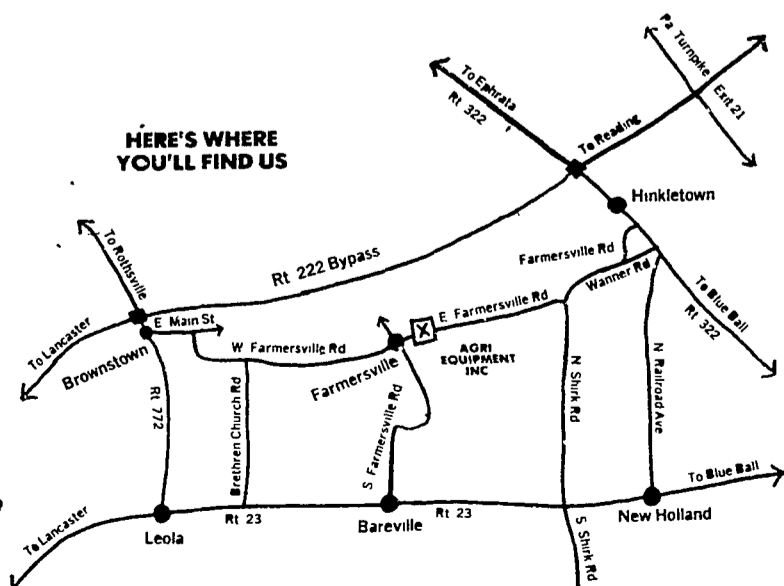 HERE'S WHERE
YOU'LL FIND US
Pa Turnpike
Exit 21
To Ephrata
Rt 322
To Reading
Hinkletown
Rt 222 Bypass
Farmersville Rd
Wanner Rd
To Blue Ball
Rt 322
To Rothsville
To Lancaster
E Main St
Brownstown
W Farmersville Rd
Farmersville
X
E Farmersville Rd
AGRI
EQUIPMENT
INC
Rt 772
Brethren Church Rd
S Farmersville Rd
N Shirk Rd
N Railroad Ave
To Blue Ball
To Lancaster
Leola
Rt 23
Bareville
Rt 23
S Shirk Rd
New Holland